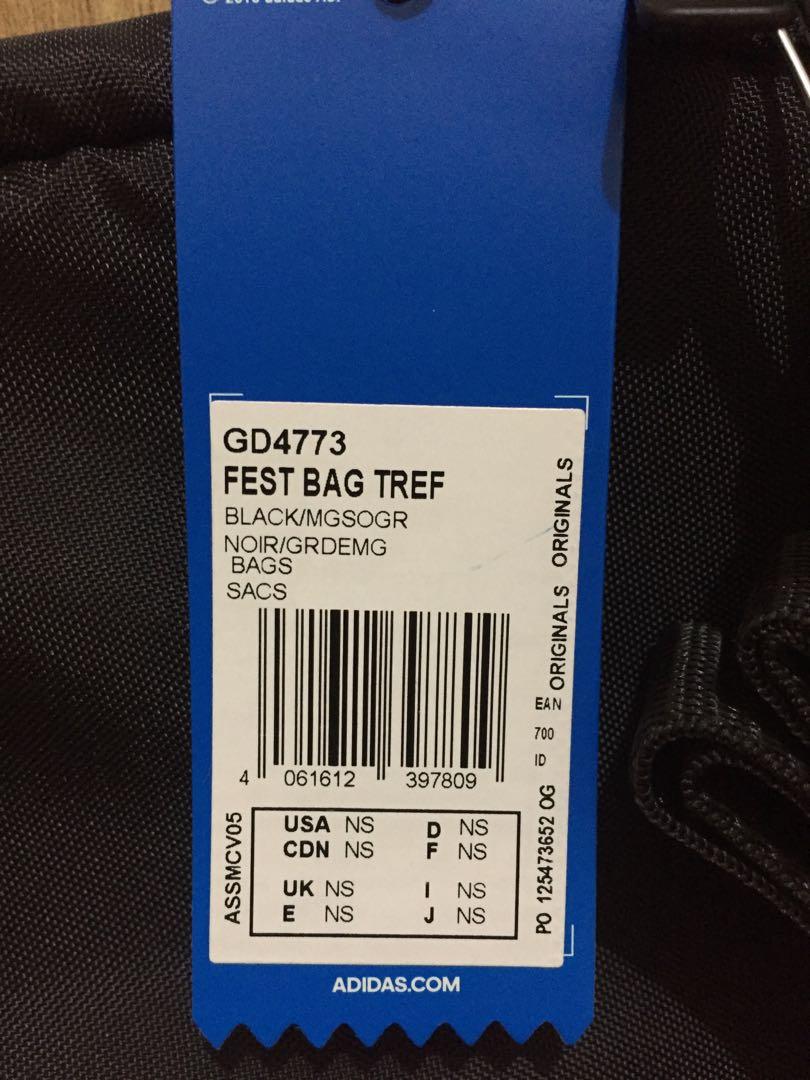 GD4773
FEST BAG TREF
BLACK/MGSOGR
NOIR/GRDEMG
BAGS
SACS
ORIGINALS ORIGINALS
EAN
700
ID
4 061612 397809
ASSMCV05
USA NS D NS
CDN NS F NS
UK NS I NS
E NS J NS
PO 125473652 OG
ADIDAS.COM